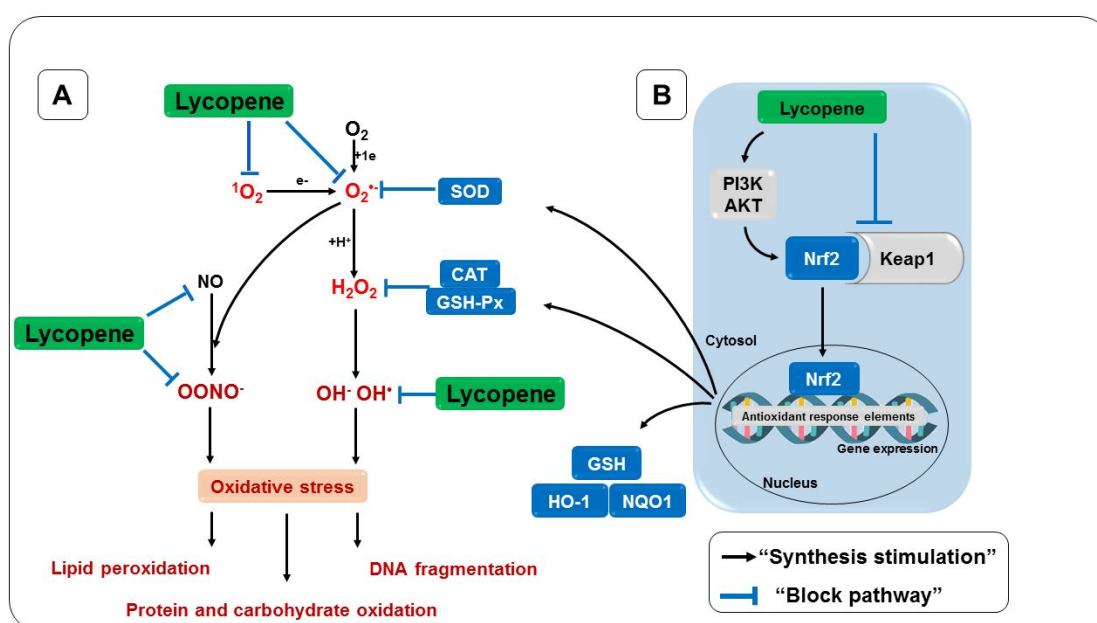 A
Lycopene
O₂
+1e
¹O₂
e-
O₂•-
SOD
+H⁺
NO
H₂O₂
CAT
GSH-Px
Lycopene
OONO⁻
OH⁻ OH•
Lycopene
Oxidative stress
Lipid peroxidation
DNA fragmentation
Protein and carbohydrate oxidation
B
Lycopene
PI3K
AKT
Nrf2
Keap1
Cytosol
Nrf2
Antioxidant response elements
Gene expression
Nucleus
GSH
HO-1
NQO1
“Synthesis stimulation”
“Block pathway”